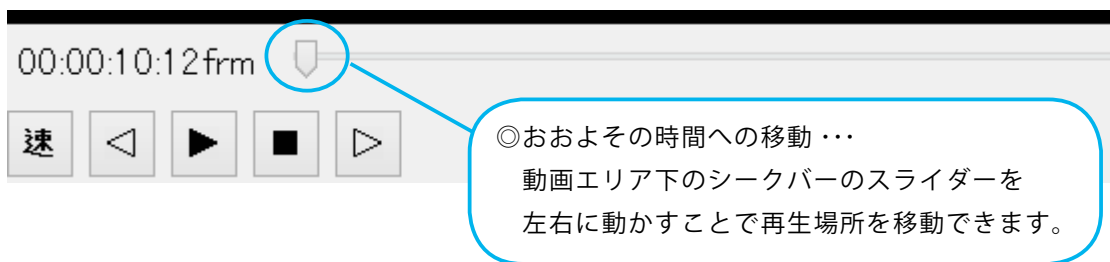 00:00:10:12frm
速
◎おおよその時間への移動 ･･･
動画エリア下のシークバーのスライダーを
左右に動かすことで再生場所を移動できます。